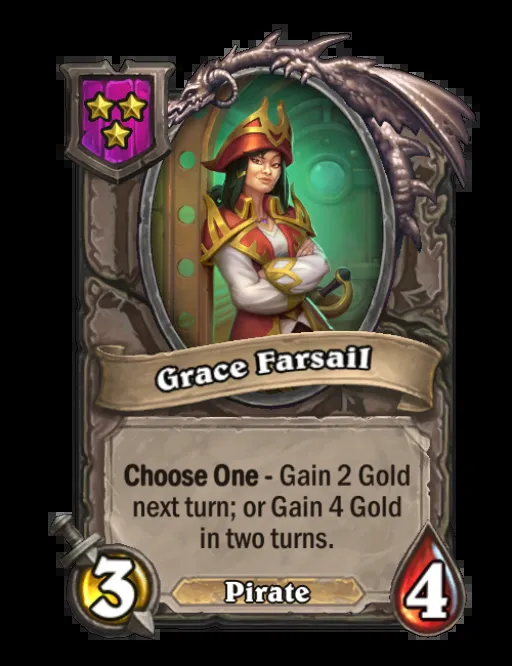 Grace Farsail
Choose One - Gain 2 Gold
next turn; or Gain 4 Gold
in two turns.
3
Pirate
4